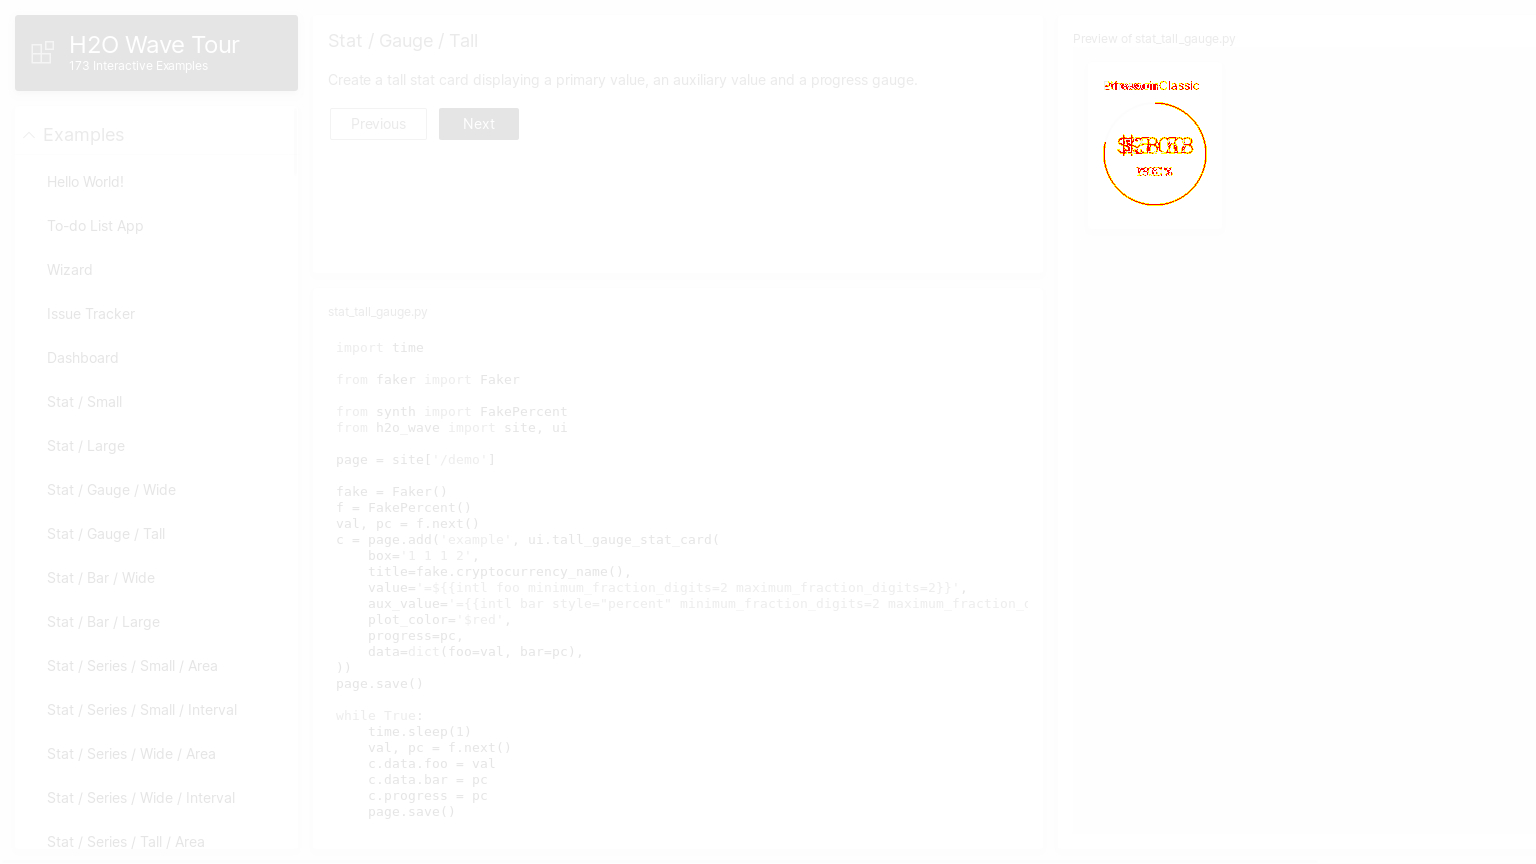 H2O Wave Tour
173 Interactive Examples
Examples
Hello World!
To-do List App
Wizard
Issue Tracker
Dashboard
Stat / Small
Stat / Large
Stat / Gauge / Wide
Stat / Gauge / Tall
Stat / Bar / Wide
Stat / Bar / Large
Stat / Series / Small / Area
Stat / Series / Small / Interval
Stat / Series / Wide / Area
Stat / Series / Wide / Interval
Stat / Series / Tall / Area
Stat / Gauge / Tall
Create a tall stat card displaying a primary value, an auxiliary value and a progress gauge.
Previous
Next
stat_tall_gauge.py
import time
from faker import Faker
from synth import FakePercent
from h2o_wave import site, ui
page = site['/demo']
fake = Faker()
f = FakePercent()
val, pc = f.next()
c = page.add('example', ui.tall_gauge_stat_card(
    box='1 1 1 2',
    title=fake.cryptocurrency_name(),
    value='=${{intl foo minimum_fraction_digits=2 maximum_fraction_digits=2}}',
    aux_value='={{intl bar style="percent" minimum_fraction_digits=2 maximum_fraction_
    plot_color='$red',
    progress=pc,
    data=dict(foo=val, bar=pc),
))
page.save()
while True:
    time.sleep(1)
    val, pc = f.next()
    c.data.foo = val
    c.data.bar = pc
    c.progress = pc
    page.save()
Preview of stat_tall_gauge.py
Classic